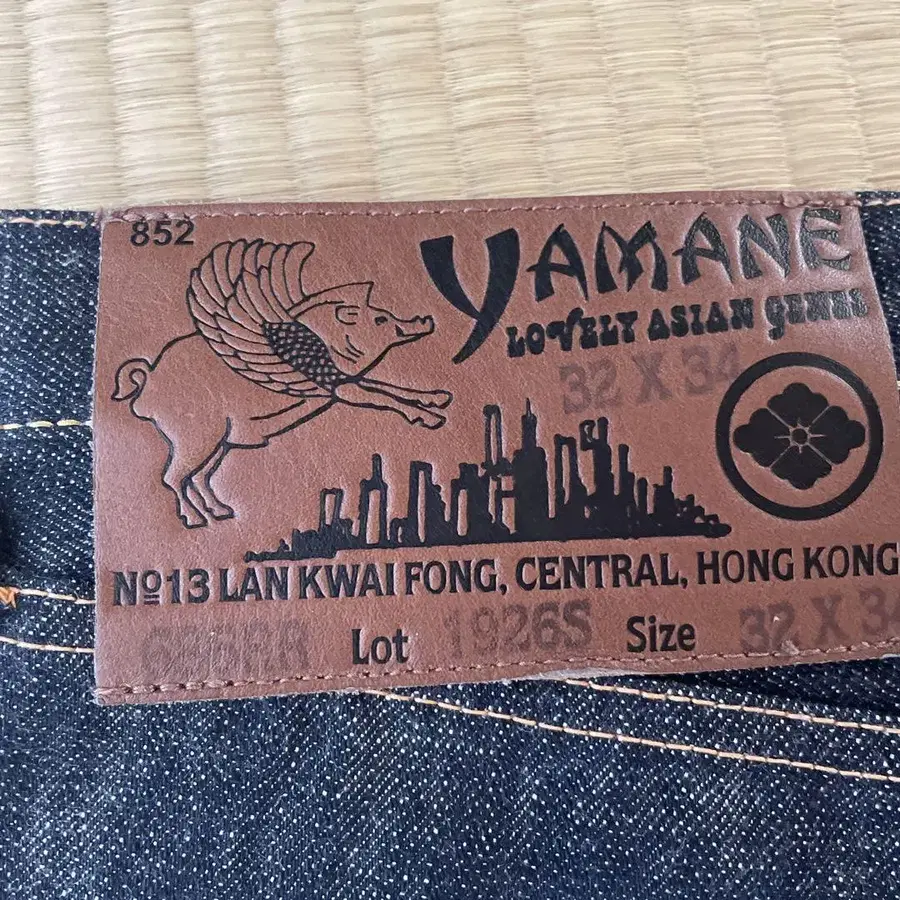 852
YAMANE
LOVELY ASIAN GENES
32 X 34
Nº13 LAN KWAI FONG, CENTRAL, HONG KONG
Lot 1926S Size 32 X 34